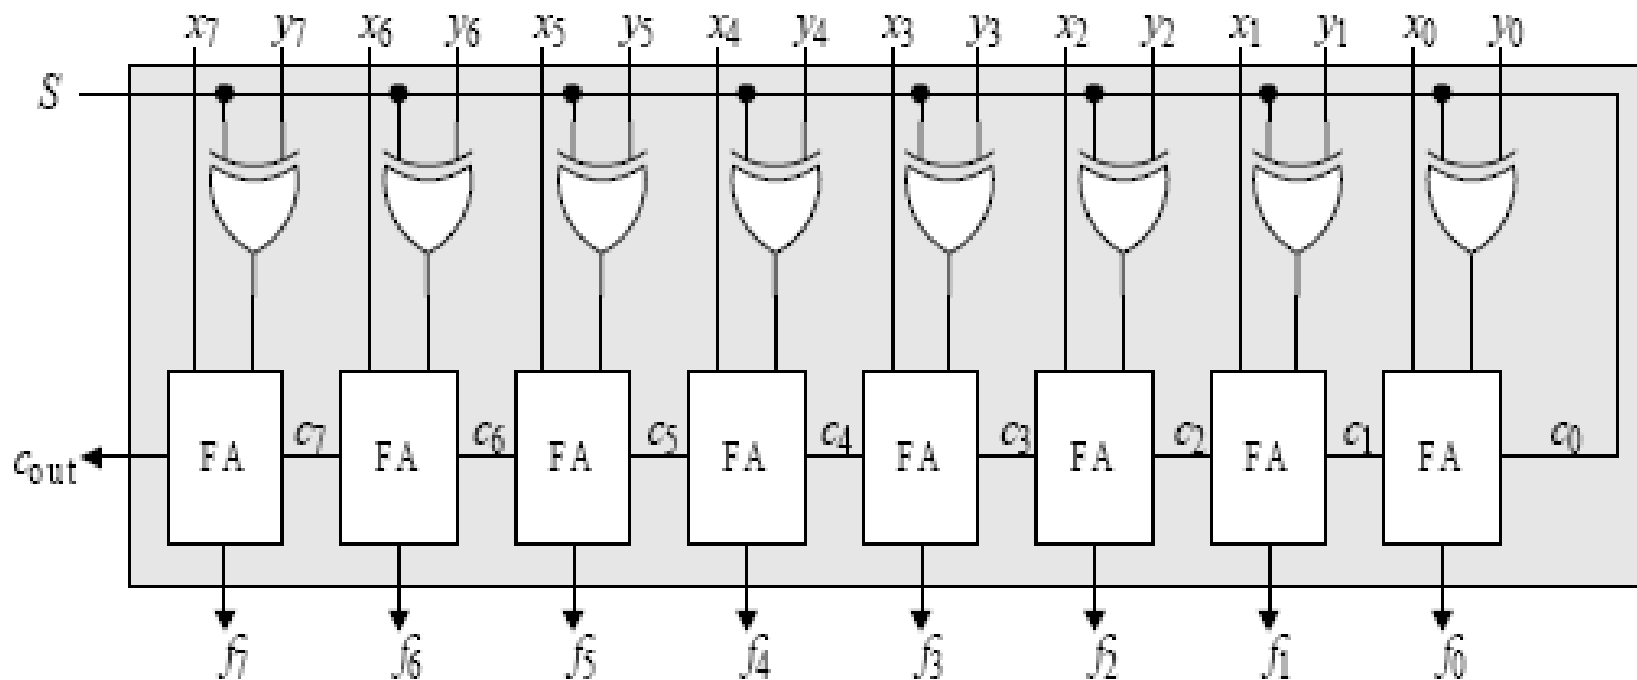 x₇ y₇ x₆ y₆ x₅ y₅ x₄ y₄ x₃ y₃ x₂ y₂ x₁ y₁ x₀ y₀
S
c₇ c₆ c₅ c₄ c₃ c₂ c₁ c₀
c_out FA FA FA FA FA FA FA FA
f₇ f₆ f₅ f₄ f₃ f₂ f₁ f₀